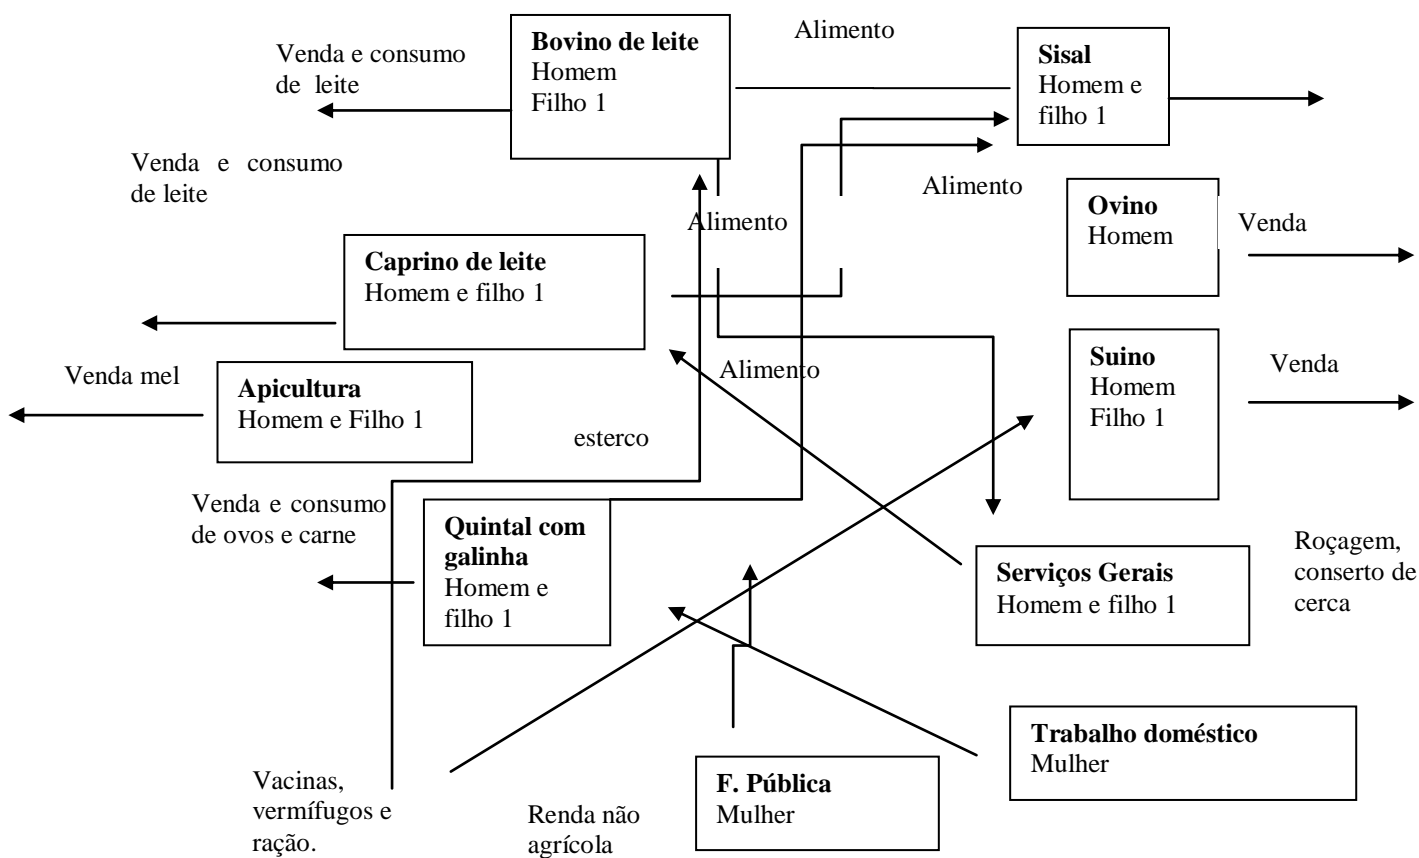 Alimento
Bovino de leite
Homem
Filho 1
Venda e consumo
de leite
Sisal
Homem e
filho 1
Venda e consumo
de leite
Alimento
Alimento
Ovino
Homem
Venda
Caprino de leite
Homem e filho 1
Suino
Homem
Filho 1
Venda
Venda mel
Alimento
Apicultura
Homem e Filho 1
esterco
Venda e consumo
de ovos e carne
Quintal com
galinha
Homem e
filho 1
Roçagem,
conserto de
cerca
Serviços Gerais
Homem e filho 1
Trabalho doméstico
Mulher
Vacinas,
vermífugos e
ração.
F. Pública
Mulher
Renda não
agrícola